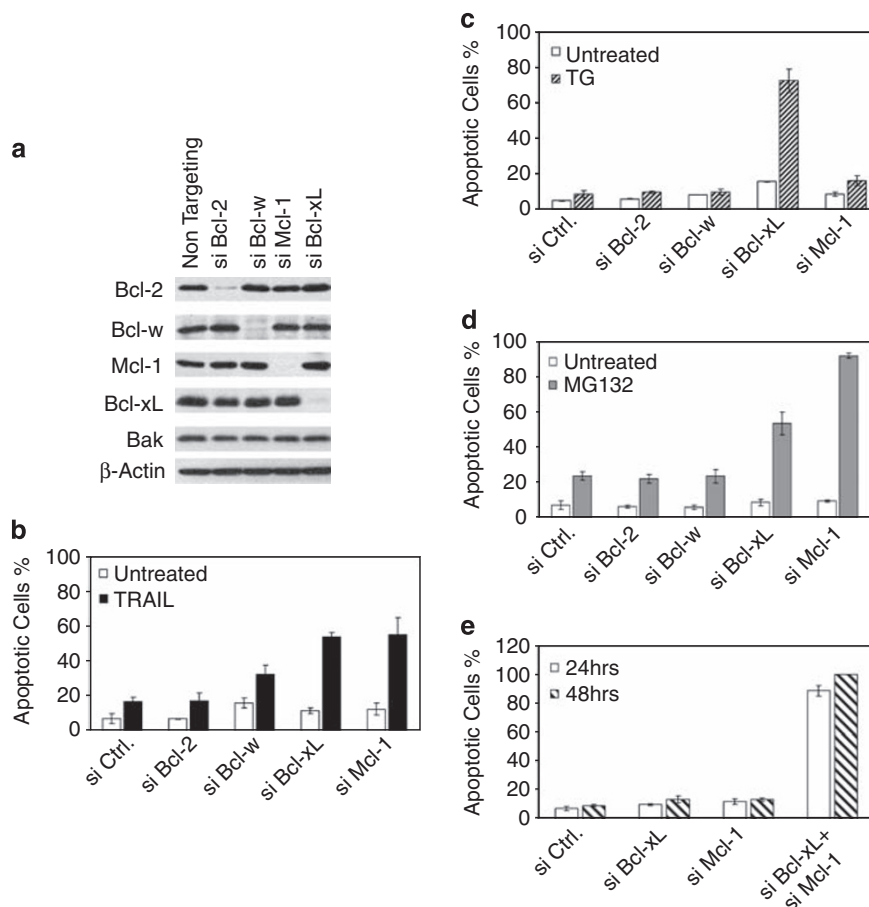 a
Non Targeting
si Bcl-2
si Bcl-w
si Mcl-1
si Bcl-xL
Bcl-2
Bcl-w
Mcl-1
Bcl-xL
Bak
β-Actin
b
Apoptotic Cells %
100
80
60
40
20
0
Untreated
TRAIL
si Ctrl.
si Bcl-2
si Bcl-w
si Bcl-xL
si Mcl-1
c
Apoptotic Cells %
100
80
60
40
20
0
Untreated
TG
si Ctrl.
si Bcl-2
si Bcl-w
si Bcl-xL
si Mcl-1
d
Apoptotic Cells %
100
80
60
40
20
0
Untreated
MG132
si Ctrl.
si Bcl-2
si Bcl-w
si Bcl-xL
si Mcl-1
e
Apoptotic Cells %
120
100
80
60
40
20
0
24hrs
48hrs
si Ctrl.
si Bcl-xL
si Mcl-1
si Bcl-xL+
si Mcl-1